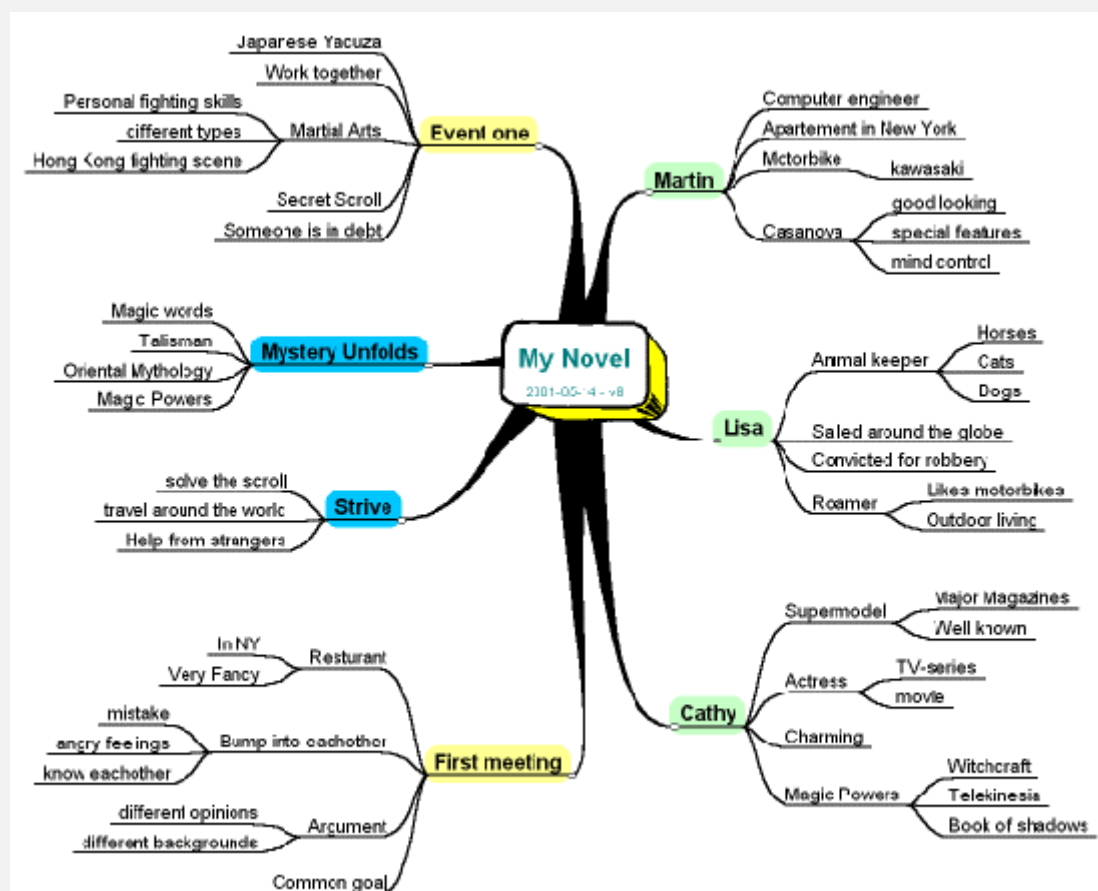 My Novel
Martin
Computer engineer
Apartement in New York
Motorbike
kawasaki
Casanova
good looking
special features
mind control
Lisa
Animal keeper
Horses
Cats
Dogs
Sailed around the globe
Convicted for robbery
Roamer
Likes motorbikes
Outdoor living
Cathy
Supermodel
Major Magazines
Well known
Actress
TV-series
movie
Charming
Magic Powers
Witchcraft
Telekinesia
Book of shadows
Event one
Japanese Yacuza
Work together
Martial Arts
Personal fighting skills
different types
Hong Kong fighting scene
Secret Scroll
Someone is in debt
Mystery Unfolds
Magic words
Talisman
Oriental Mythology
Magic Powers
Strive
solve the scroll
travel around the world
Help from strangers
First meeting
Resturant
In NY
Very Fancy
Bump into eachother
mistake
angry feelings
know eachother
Argument
different opinions
different backgrounds
Common goal